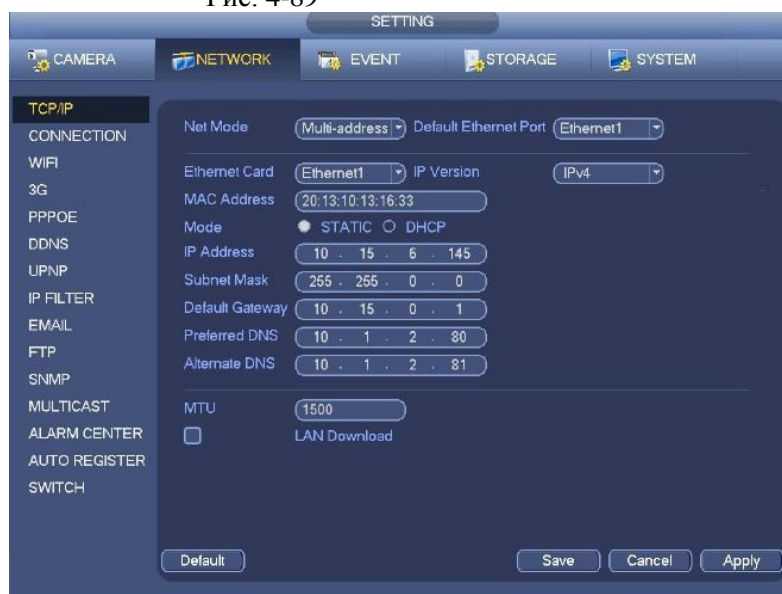 Рис. 4-89
SETTING
CAMERA NETWORK EVENT STORAGE SYSTEM
TCP/IP
CONNECTION
WIFI
3G
PPPOE
DDNS
UPNP
IP FILTER
EMAIL
FTP
SNMP
MULTICAST
ALARM CENTER
AUTO REGISTER
SWITCH
Net Mode Multi-address Default Ethernet Port Ethernet1
Ethernet Card Ethernet1 IP Version IPv4
MAC Address 20:13:10:13:16:33
Mode STATIC DHCP
IP Address 10 . 15 . 6 . 145
Subnet Mask 255 . 255 . 0 . 0
Default Gateway 10 . 15 . 0 . 1
Preferred DNS 10 . 1 . 2 . 80
Alternate DNS 10 . 1 . 2 . 81
MTU 1500
LAN Download
Default Save Cancel Apply